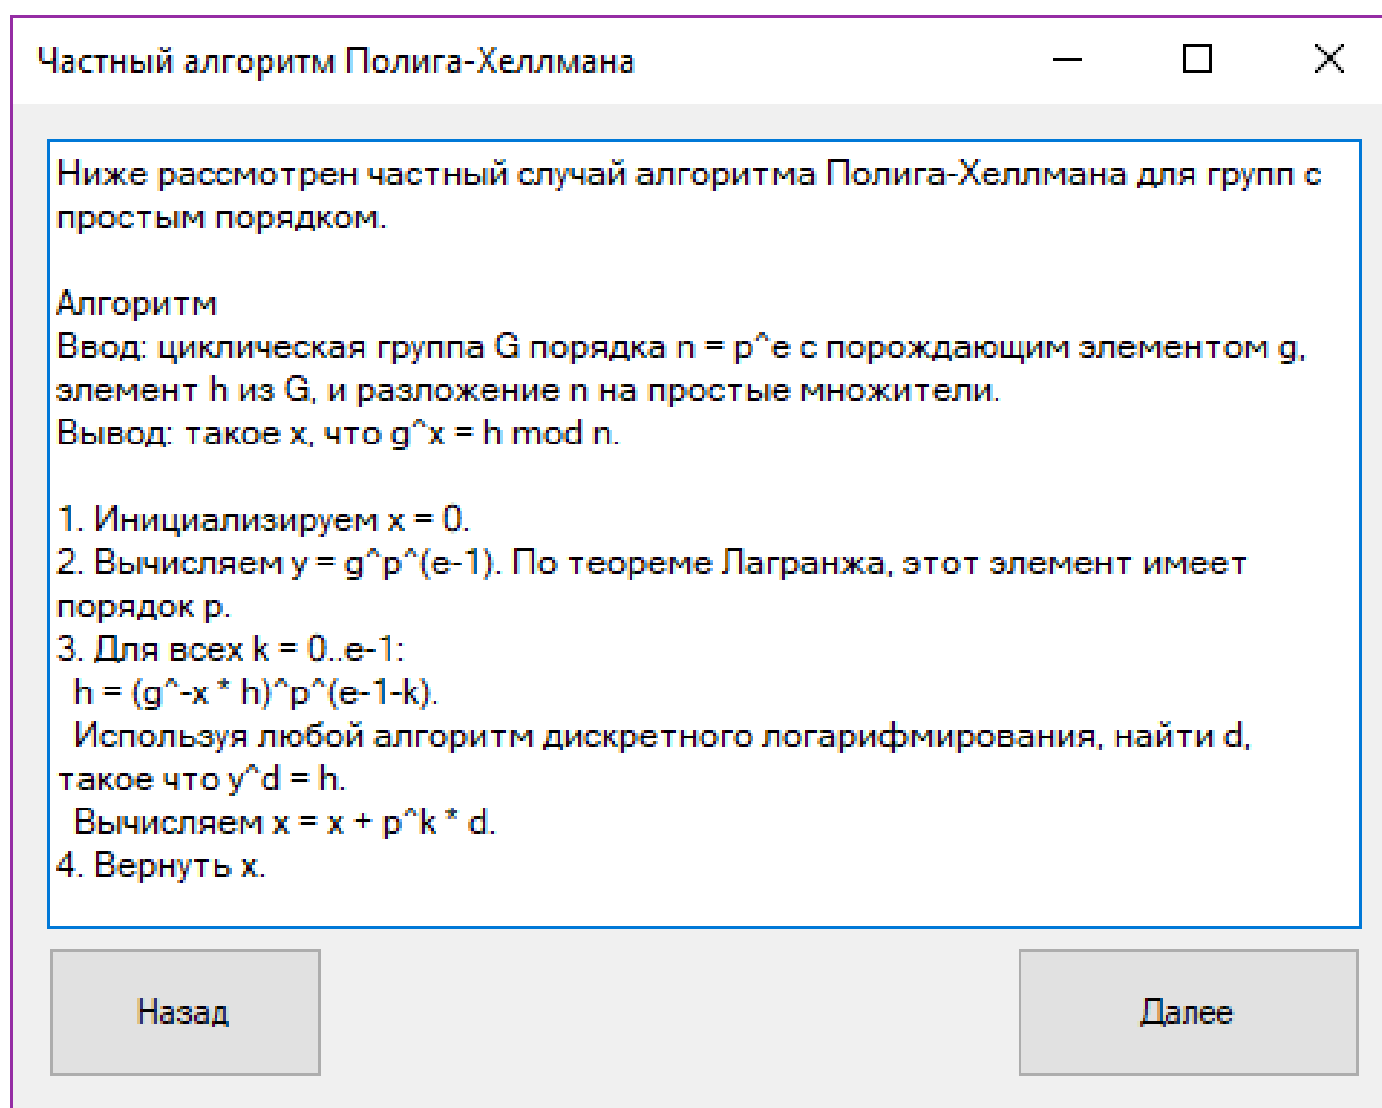 Частный алгоритм Полига-Хеллмана
Ниже рассмотрен частный случай алгоритма Полига-Хеллмана для групп с
простым порядком.
Алгоритм
Ввод: циклическая группа G порядка n = p^e с порождающим элементом g,
элемент h из G, и разложение n на простые множители.
Вывод: такое x, что g^x = h mod n.
1. Инициализируем x = 0.
2. Вычисляем y = g^p^(e-1). По теореме Лагранжа, этот элемент имеет
порядок p.
3. Для всех k = 0..e-1:
h = (g^-x * h)^p^(e-1-k).
Используя любой алгоритм дискретного логарифмирования, найти d,
такое что y^d = h.
Вычисляем x = x + p^k * d.
4. Вернуть x.
Назад
Далее